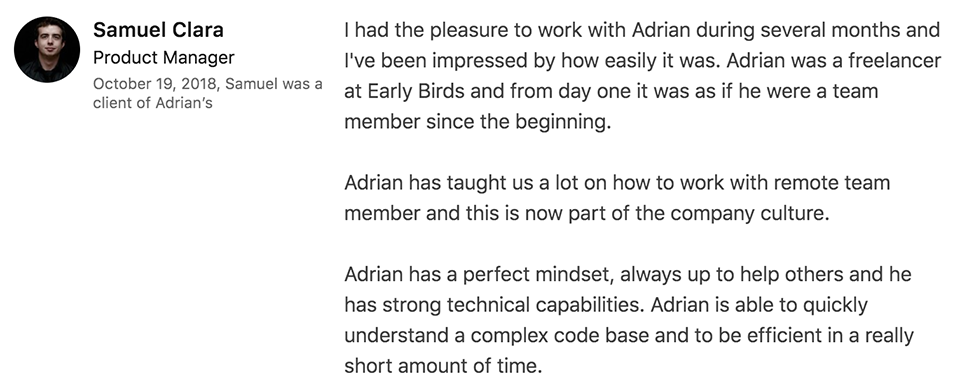 Samuel Clara
Product Manager
October 19, 2018, Samuel was a
client of Adrian's
I had the pleasure to work with Adrian during several months and
I've been impressed by how easily it was. Adrian was a freelancer
at Early Birds and from day one it was as if he were a team
member since the beginning.
Adrian has taught us a lot on how to work with remote team
member and this is now part of the company culture.
Adrian has a perfect mindset, always up to help others and he
has strong technical capabilities. Adrian is able to quickly
understand a complex code base and to be efficient in a really
short amount of time.